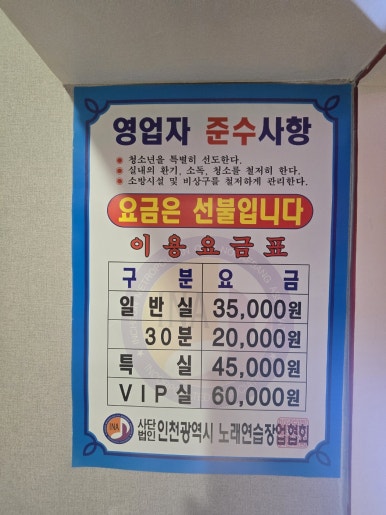 영업자 준수사항
● 청소년을 특별히 선도한다.
● 실내의 환기, 소독, 청소를 철저히 한다.
● 소방시설 및 비상구를 철저하게 관리한다.
요금은 선불입니다
이용요금표
구 분 요 금
일반실 35,000원
30분 20,000원
특 실 45,000원
VIP실 60,000원
INA 사단법인 인천광역시 노래연습장업협회